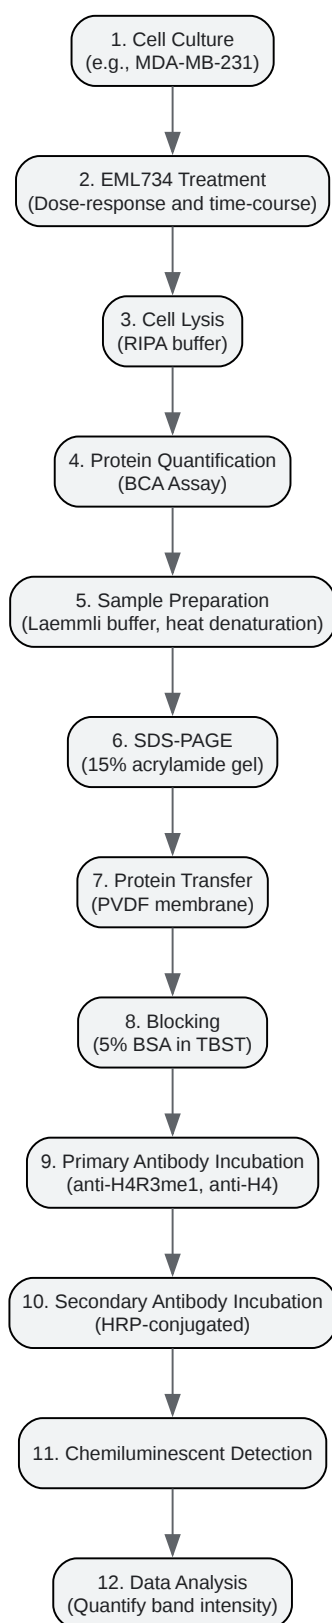 1. Cell Culture
(e.g., MDA-MB-231)
2. EML734 Treatment
(Dose-response and time-course)
3. Cell Lysis
(RIPA buffer)
4. Protein Quantification
(BCA Assay)
5. Sample Preparation
(Laemmli buffer, heat denaturation)
6. SDS-PAGE
(15% acrylamide gel)
7. Protein Transfer
(PVDF membrane)
8. Blocking
(5% BSA in TBST)
9. Primary Antibody Incubation
(anti-H4R3me1, anti-H4)
10. Secondary Antibody Incubation
(HRP-conjugated)
11. Chemiluminescent Detection
12. Data Analysis
(Quantify band intensity)